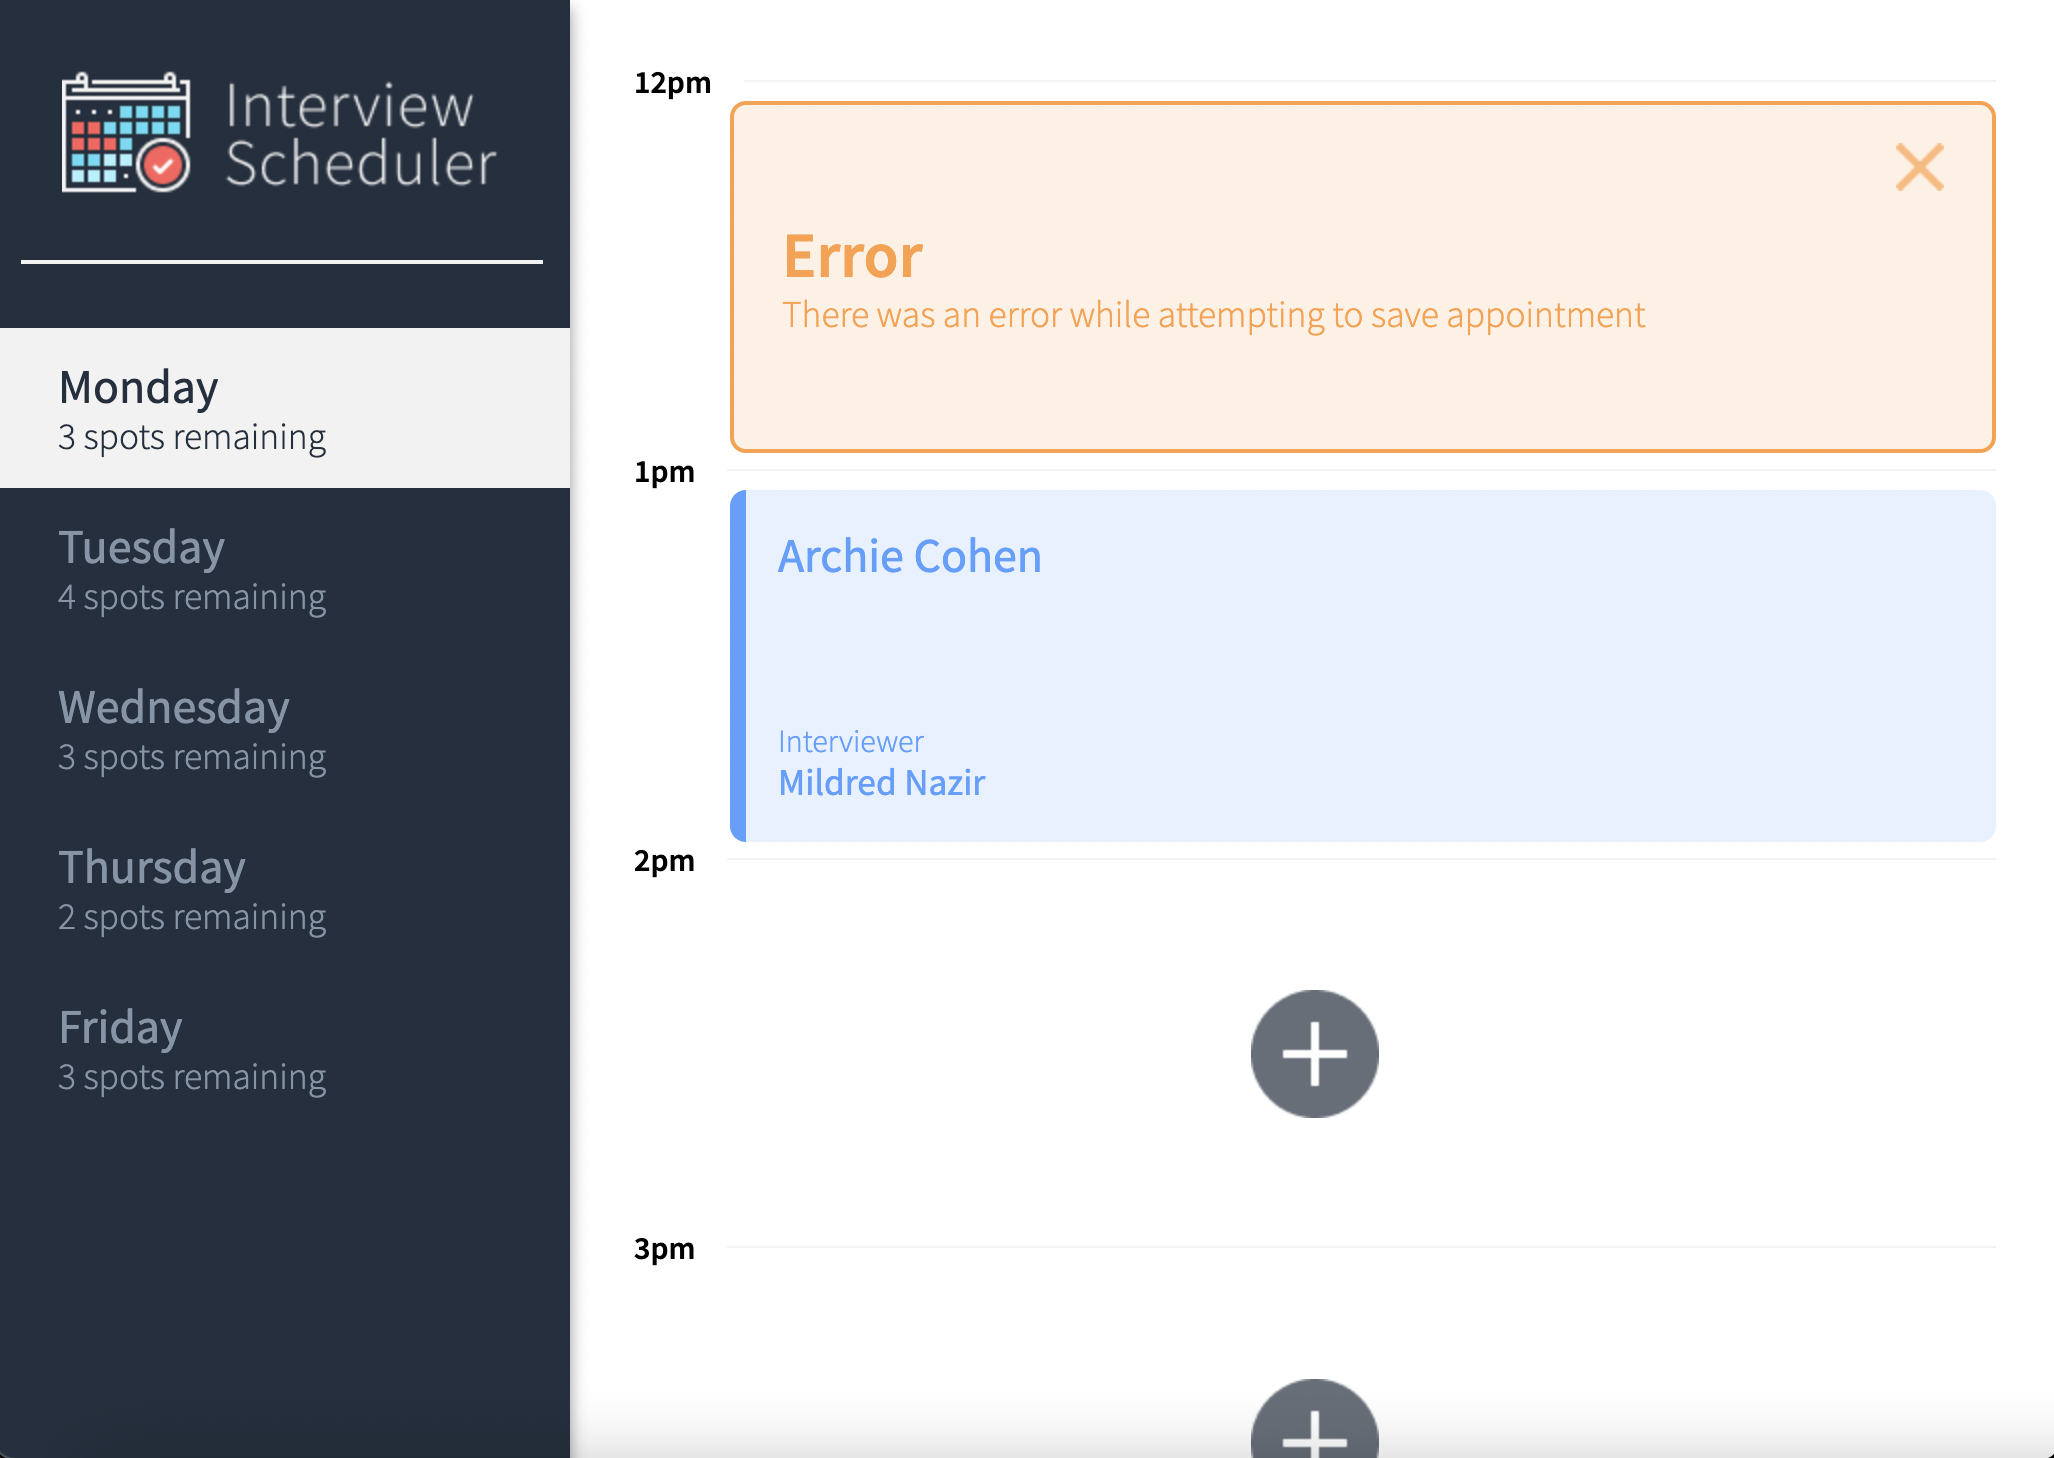 Interview
Scheduler
Monday
3 spots remaining
Tuesday
4 spots remaining
Wednesday
3 spots remaining
Thursday
2 spots remaining
Friday
3 spots remaining
12pm
Error
There was an error while attempting to save appointment
1pm
Archie Cohen
Interviewer
Mildred Nazir
2pm
3pm